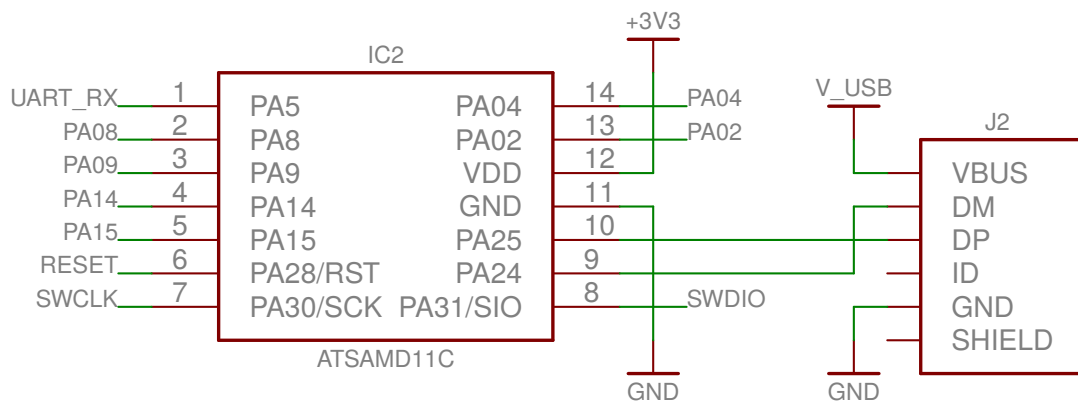 +3V3
IC2
UART_RX 1 PA5 PA04 14 PA04
PA08 2 PA8 PA02 13 PA02
PA09 3 PA9 VDD 12
PA14 4 PA14 GND 11
PA15 5 PA15 PA25 10
RESET 6 PA28/RST PA24 9
SWCLK 7 PA30/SCK PA31/SIO 8 SWDIO
ATSAMD11C
GND
V_USB
J2
VBUS
DM
DP
ID
GND
SHIELD
GND